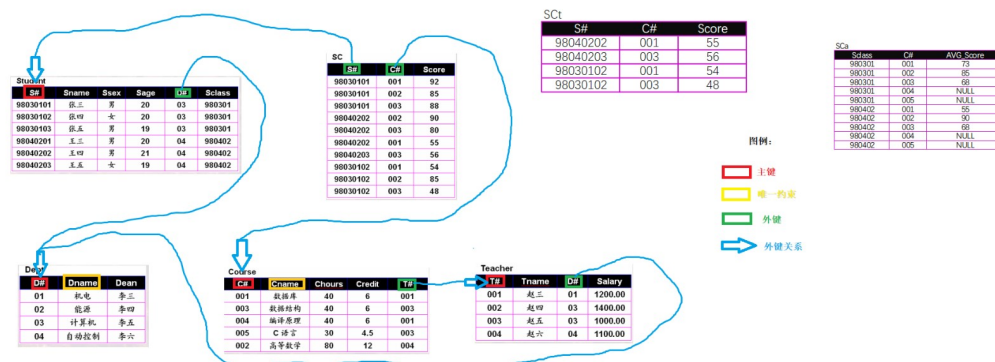 SCt
S# C# Score
98040202 001 55
98040203 003 56
98030102 001 54
98030102 003 48
SC
S# C# Score
98030101 001 92
98030101 002 85
98030101 003 88
98040202 002 90
98040202 003 80
98040202 001 55
98040203 003 56
98030102 001 54
98030102 002 85
98030102 003 48
SCa
Sclass C# AVG_Score
980301 001 73
980301 002 85
980301 003 68
980301 004 NULL
980301 005 NULL
980402 001 55
980402 002 90
980402 003 68
980402 004 NULL
980402 005 NULL
Student
S# Sname Ssex Sage D# Sclass
98030101 张三 男 20 03 980301
98030102 张四 女 20 03 980301
98030103 张五 男 19 03 980301
98040201 王三 男 20 04 980402
98040202 王四 男 21 04 980402
98040203 王五 女 19 04 980402
图例：
主键
唯一约束
外键
外键关系
Dept
D# Dname Dean
01 机电 李三
02 能源 李四
03 计算机 李五
04 自动控制 李六
Course
C# Cname Chours Credit T#
001 数据库 40 6 001
003 数据结构 40 6 003
004 编译原理 40 6 001
005 C语言 30 4.5 003
002 高等数学 80 12 004
Teacher
T# Tname D# Salary
001 赵三 01 1200.00
002 赵四 03 1400.00
003 赵五 03 1000.00
004 赵六 04 1100.00